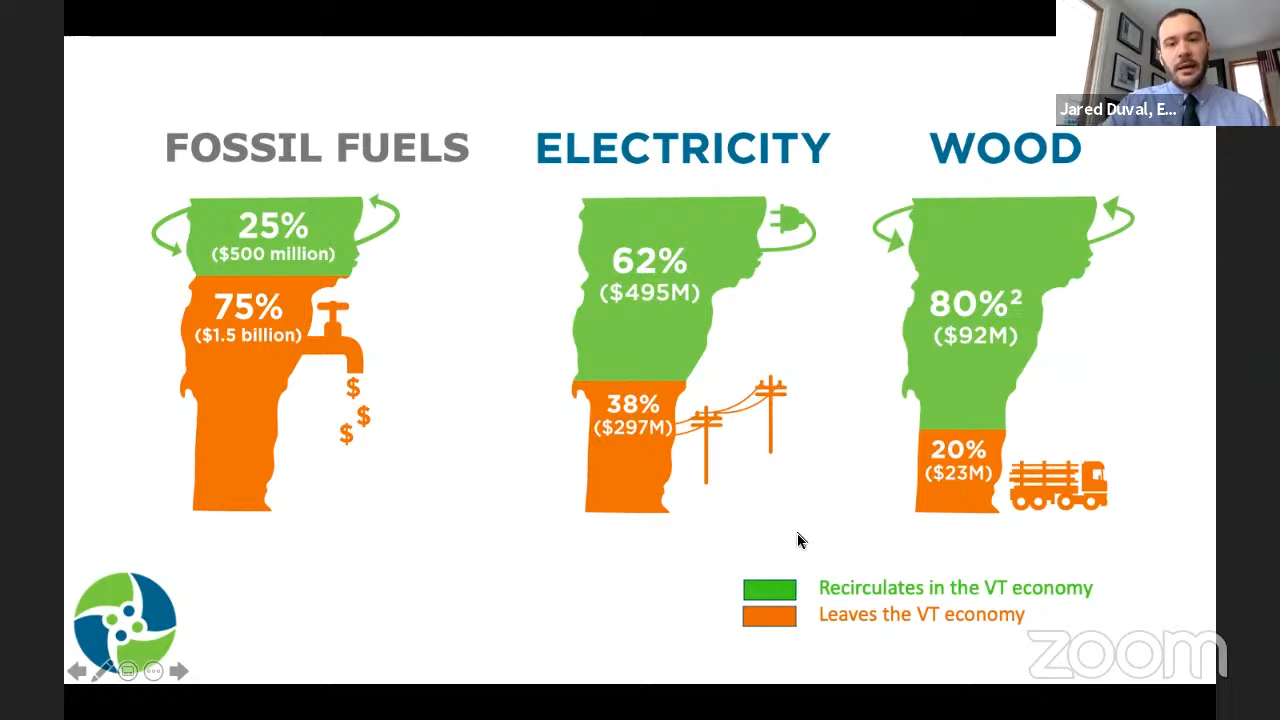 Jared Duval, E...
FOSSIL FUELS
25%
($500 million)
75%
($1.5 billion)
$
$
$
ELECTRICITY
62%
($495M)
38%
($297M)
WOOD
80%²
($92M)
20%
($23M)
Recirculates in the VT economy
Leaves the VT economy
zoom